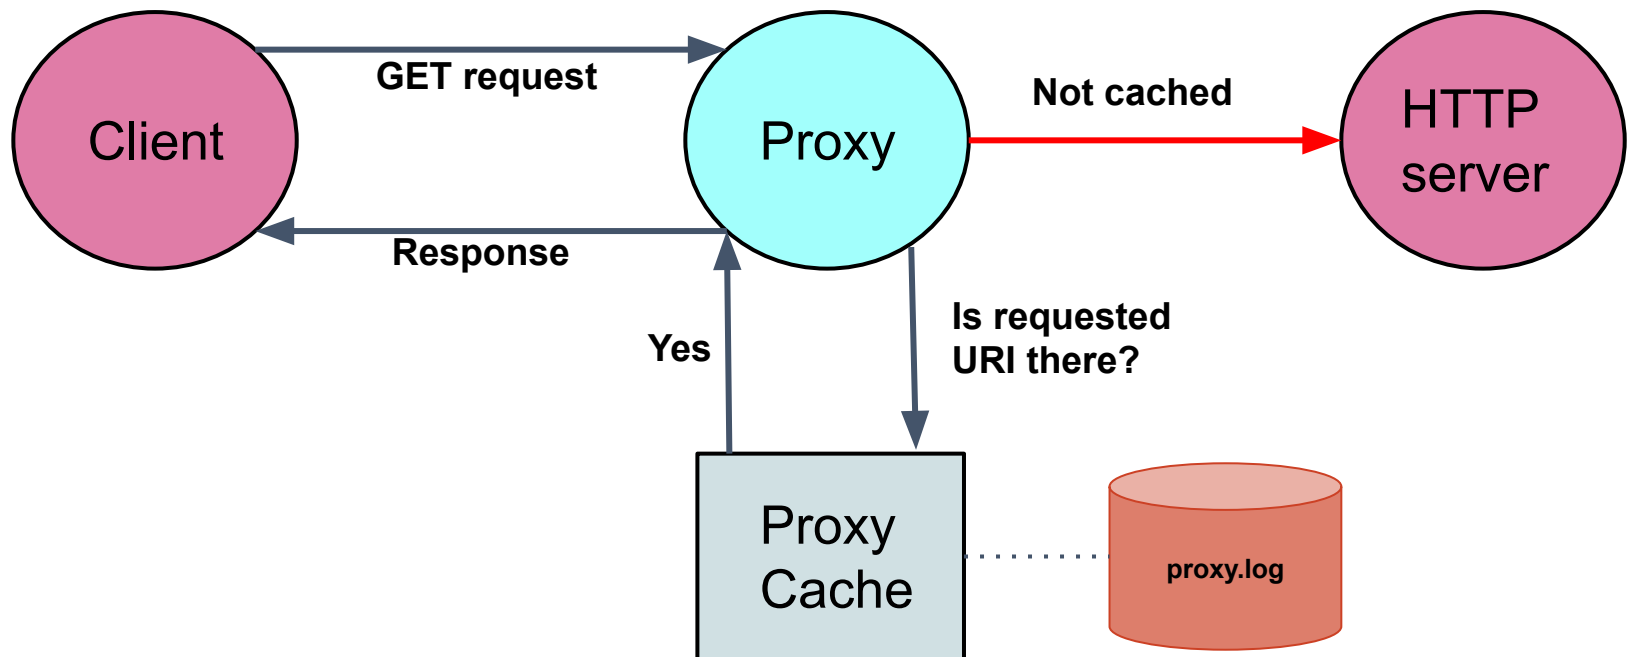 GET request
Client
Proxy
Not cached
HTTP
server
Response
Yes
Is requested
URI there?
Proxy
Cache
proxy.log